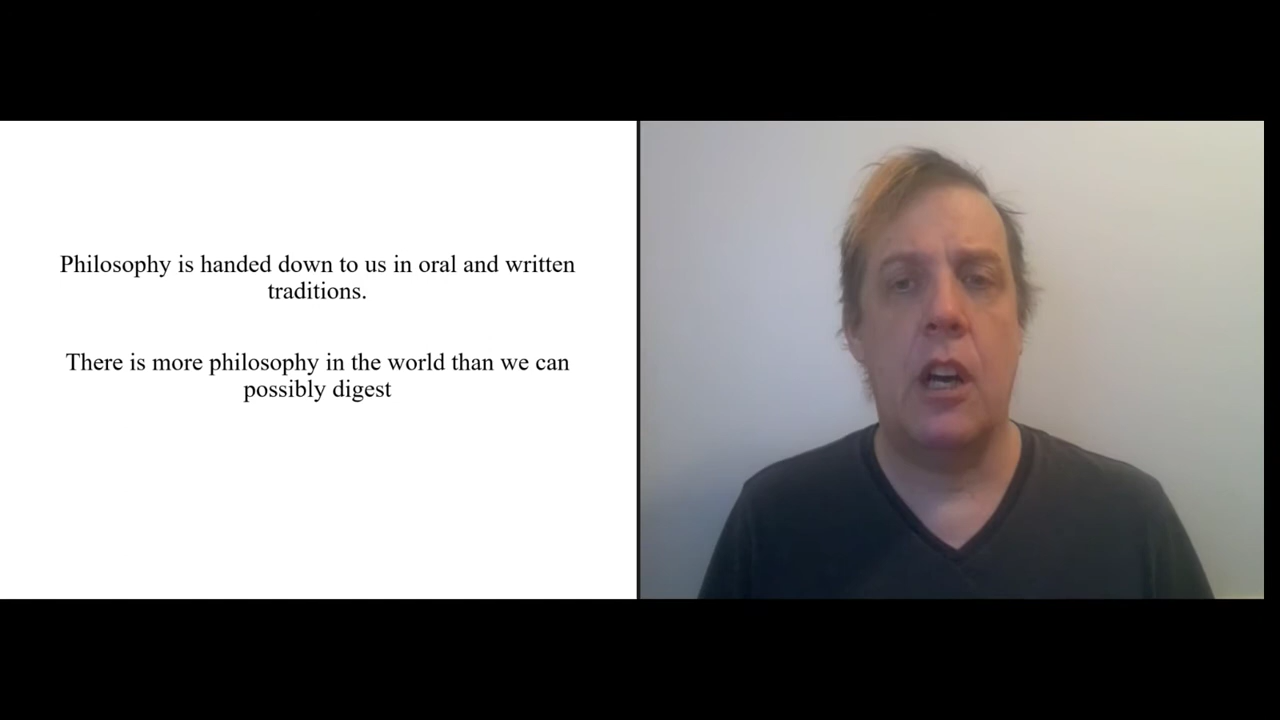 Philosophy is handed down to us in oral and written
traditions.
There is more philosophy in the world than we can
possibly digest